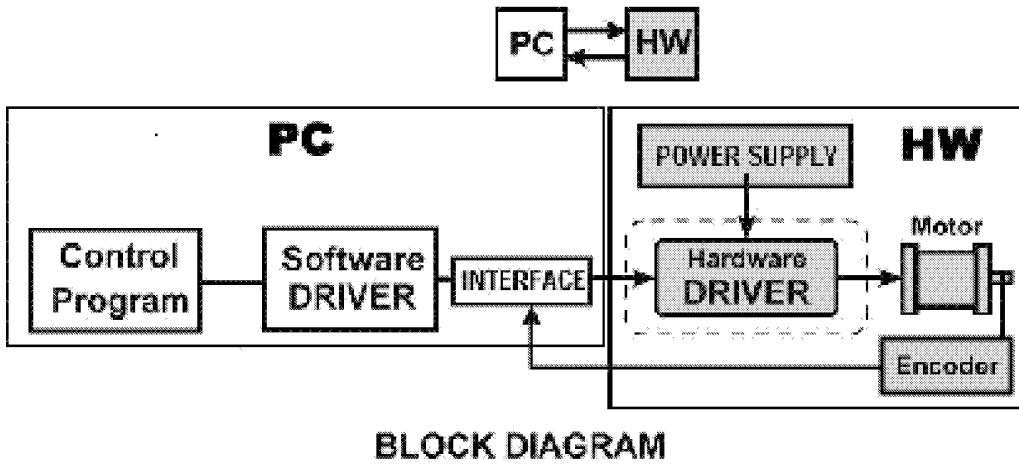 PC HW
PC
HW
POWER SUPPLY
Control
Program
Software
DRIVER
INTERFACE
Hardware
DRIVER
Motor
Encoder
BLOCK DIAGRAM